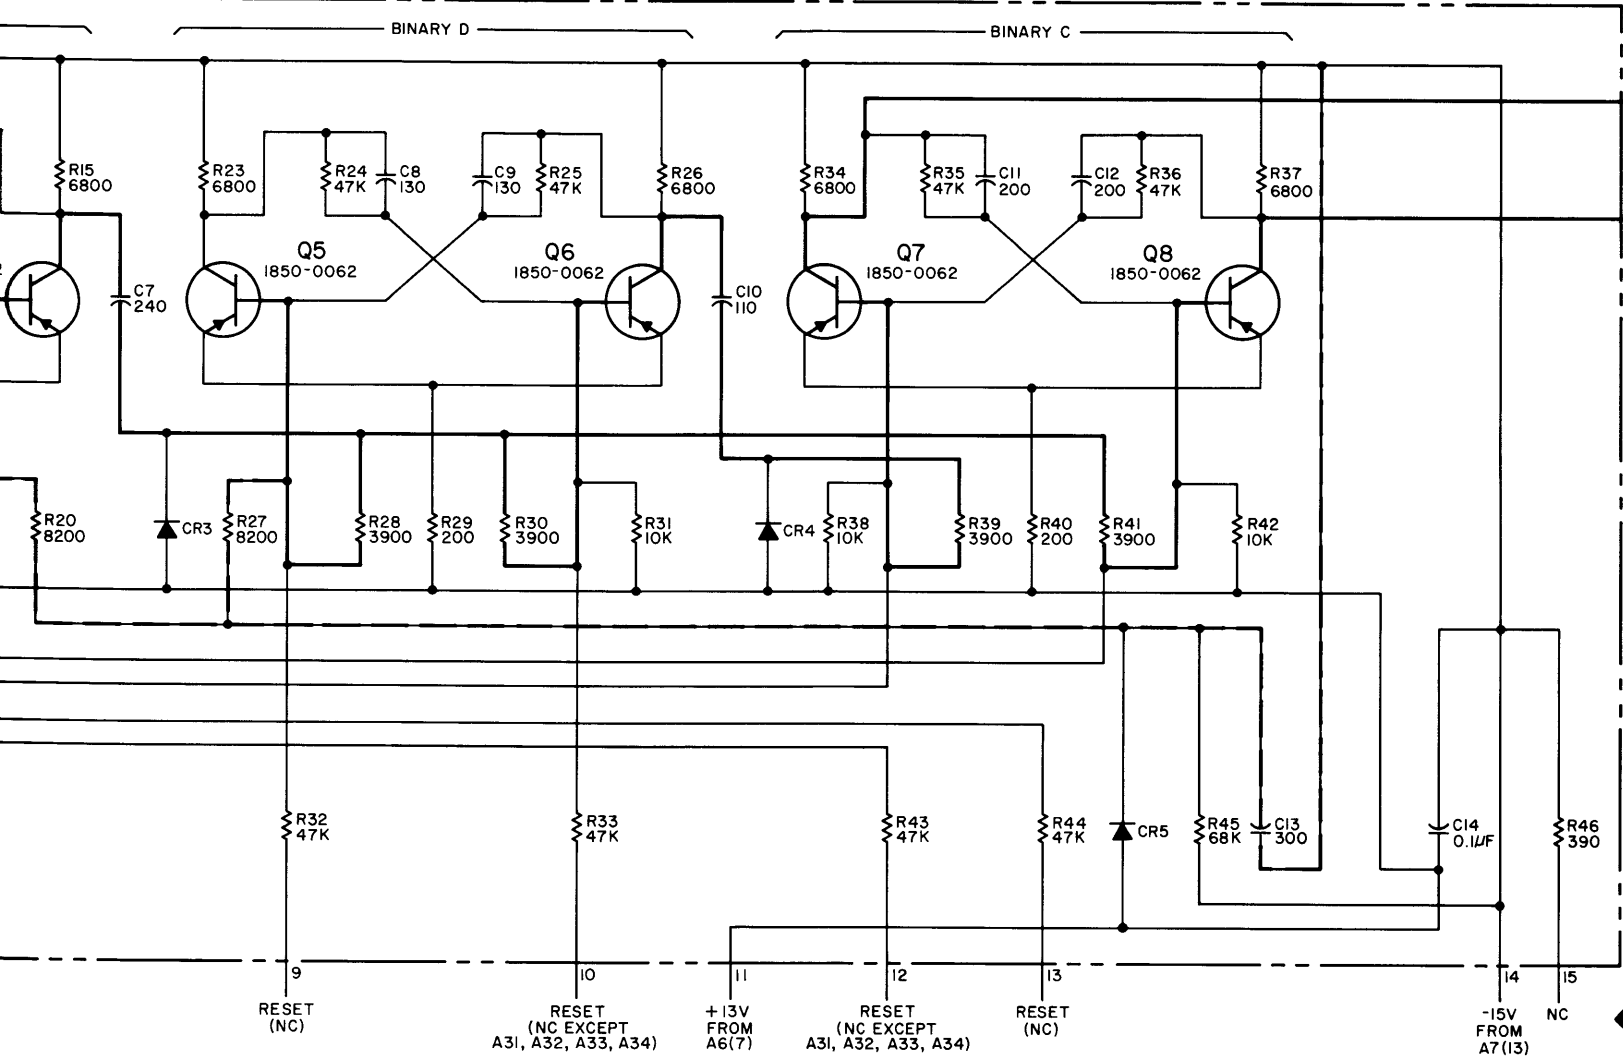 BINARY D
BINARY C
R15
6800
R23
6800
R24
47K
C8
130
C9
130
R25
47K
R26
6800
R34
6800
R35
47K
C11
200
C12
200
R36
47K
R37
6800
Q5
1850-0062
Q6
1850-0062
Q7
1850-0062
Q8
1850-0062
C7
240
C10
110
R20
8200
CR3
R27
8200
R28
3900
R29
200
R30
3900
R31
10K
CR4
R38
10K
R39
3900
R40
200
R41
3900
R42
10K
R32
47K
R33
47K
R43
47K
R44
47K
CR5
R45
68K
C13
300
C14
0.1μF
R46
390
9
10
11
12
13
14
15
RESET
(NC)
RESET
(NC EXCEPT
A31, A32, A33, A34)
+13V
FROM
A6(7)
RESET
(NC EXCEPT
A31, A32, A33, A34)
RESET
(NC)
-15V
FROM
A7(13)
NC